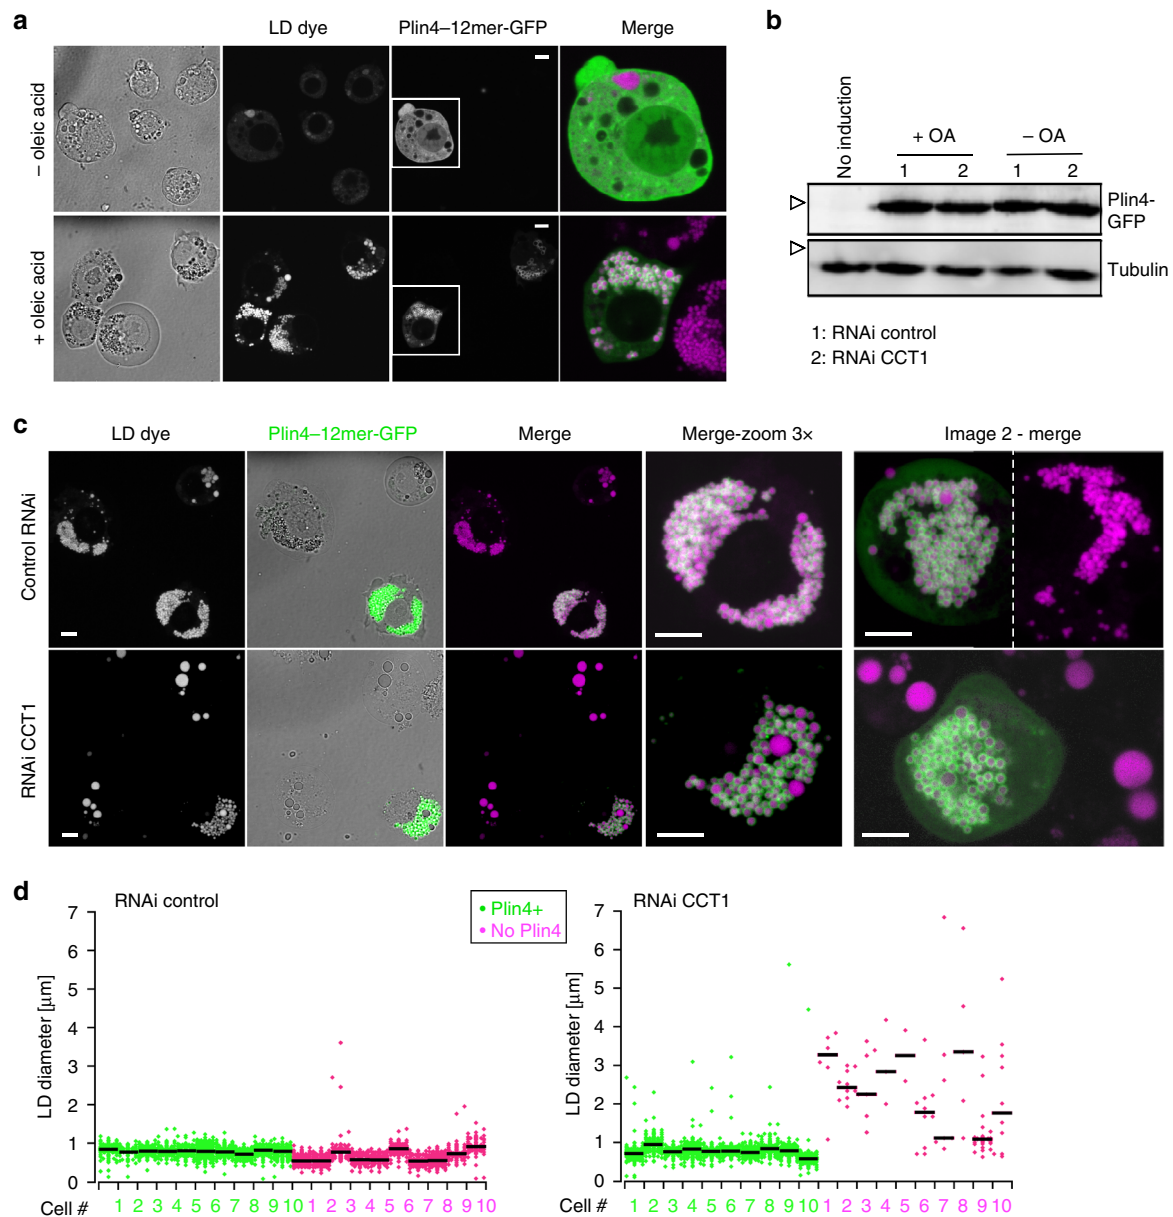 a
LD dye
Plin4–12mer-GFP
Merge
– oleic acid
+ oleic acid
b
No induction
+ OA
– OA
1 2 1 2
Plin4-
GFP
Tubulin
1: RNAi control
2: RNAi CCT1
c
LD dye
Plin4–12mer-GFP
Merge
Merge-zoom 3×
Image 2 - merge
Control RNAi
RNAi CCT1
d
RNAi control
Plin4+
No Plin4
LD diameter [µm]
7
6
5
4
3
2
1
0
Cell # 1 2 3 4 5 6 7 8 9 10 1 2 3 4 5 6 7 8 9 10
RNAi CCT1
LD diameter [µm]
7
6
5
4
3
2
1
0
Cell # 1 2 3 4 5 6 7 8 9 10 1 2 3 4 5 6 7 8 9 10